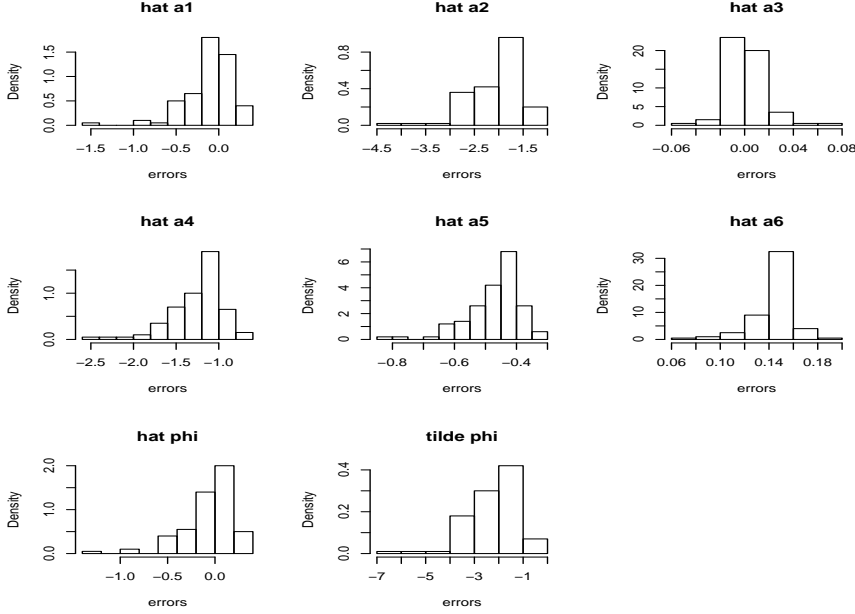 hat a1
hat a2
hat a3
Density
0.0 0.5 1.0 1.5
−1.5 −1.0 −0.5 0.0
errors
Density
0.0 0.4 0.8
−4.5 −3.5 −2.5 −1.5
errors
Density
0 5 10 20
−0.06 0.00 0.04 0.08
errors
hat a4
hat a5
hat a6
Density
0.0 1.0
−2.5 −2.0 −1.5 −1.0
errors
Density
0 2 4 6
−0.8 −0.6 −0.4
errors
Density
0 10 20 30
0.06 0.10 0.14 0.18
errors
hat phi
tilde phi
Density
0.0 0.5 1.0 1.5 2.0
−1.0 −0.5 0.0
errors
Density
0.0 0.2 0.4
−7 −5 −3 −1
errors